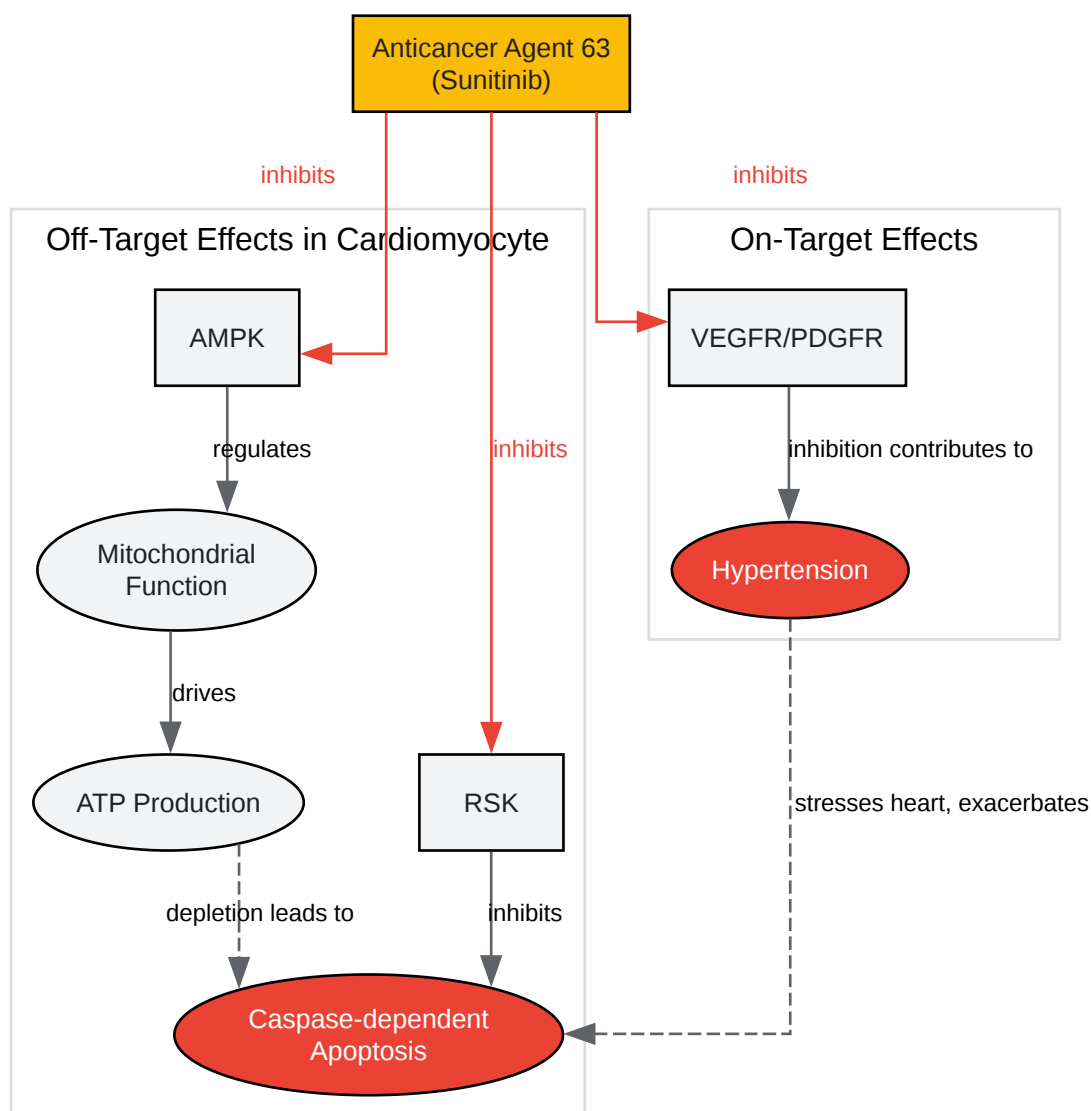 Anticancer Agent 63
(Sunitinib)
inhibits
inhibits
Off-Target Effects in Cardiomyocyte
On-Target Effects
AMPK
VEGFR/PDGFR
regulates
inhibits
inhibition contributes to
Mitochondrial
Function
Hypertension
drives
ATP Production
RSK
stresses heart, exacerbates
depletion leads to
inhibits
Caspase-dependent
Apoptosis